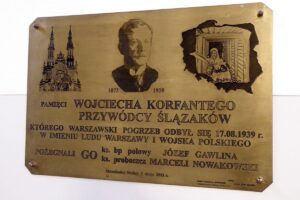 1873 1939
PAMIĘCI WOJCIECHA KORFANTEGO
PRZYWÓDCY ŚLĄZAKÓW
KTÓREGO WARSZAWSKI POGRZEB ODBYŁ SIĘ 17.08.1939 r.
W IMIENIU LUDU WARSZAWY I WOJSKA POLSKIEGO
POŻEGNALI GO ks. bp polowy JÓZEF GAWLINA
ks. proboszcz MARCELI NOWAKOWSKI